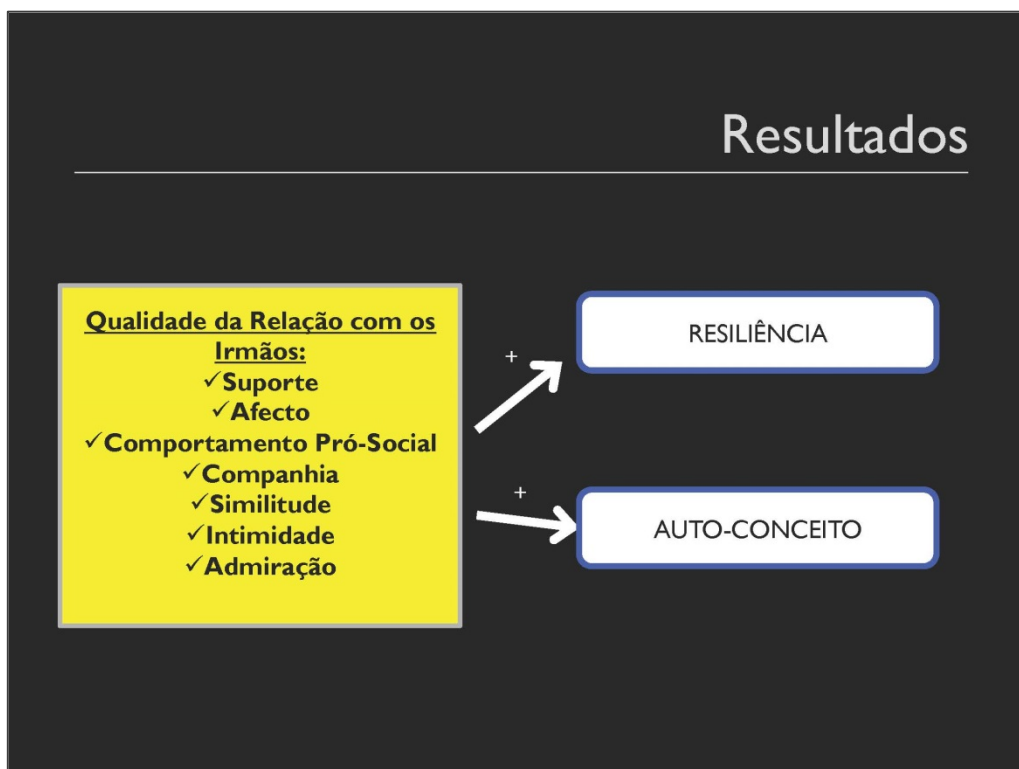 Resultados
Qualidade da Relação com os
Irmãos:
✓Suporte
✓Afecto
✓Comportamento Pró-Social
✓Companhia
✓Similitude
✓Intimidade
✓Admiração
+
RESILIÊNCIA
+
AUTO-CONCEITO